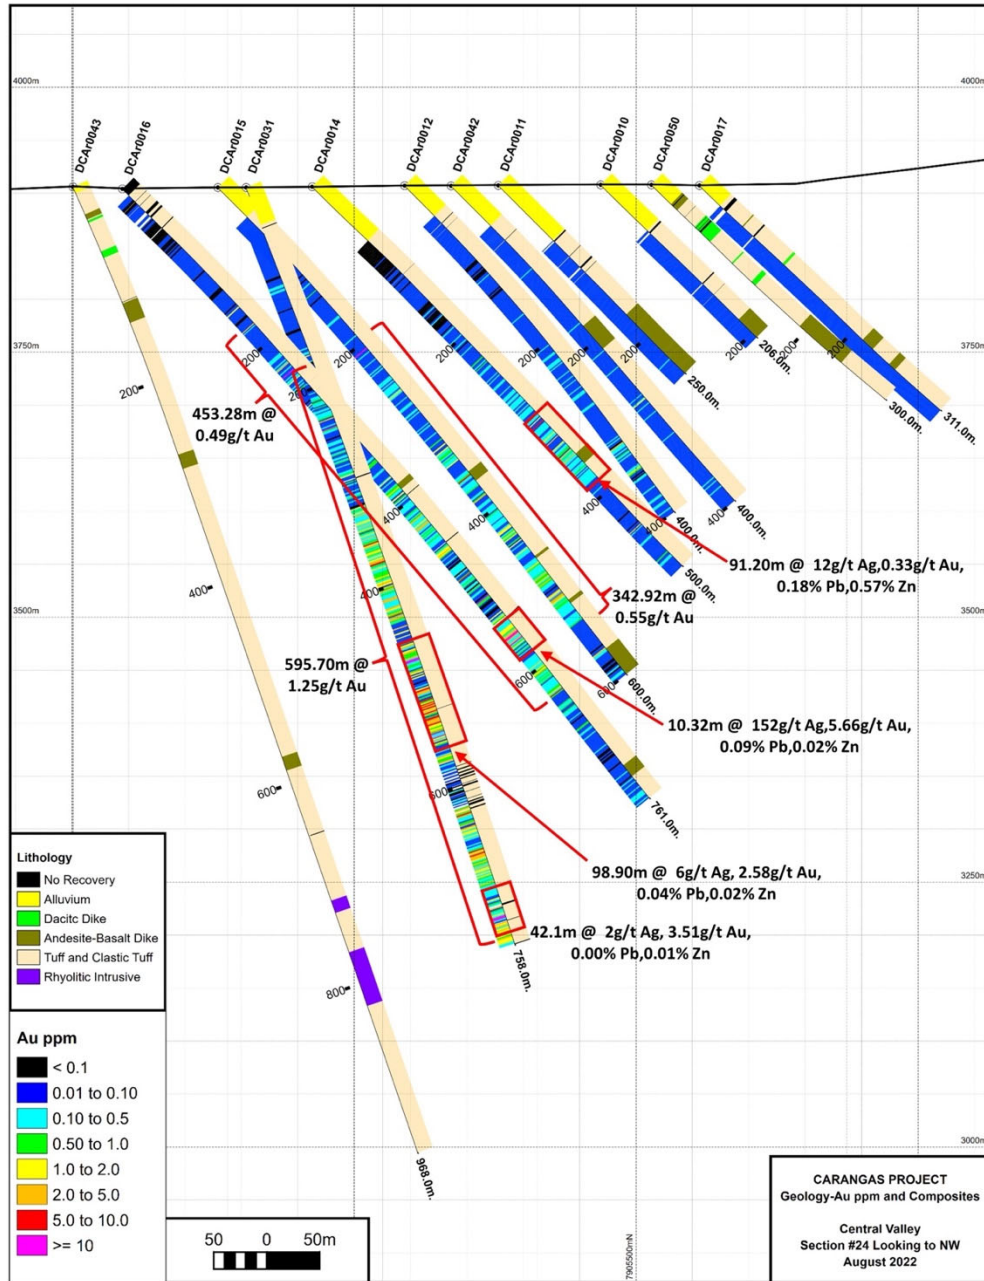 4000m
4000m
DCAr0043
DCAr0016
DCAr0015
DCAr0031
DCAr0014
DCAr0012
DCAr0042
DCAr0011
DCAr0010
DCAr0050
DCAr0017
3750m
3750m
200
200
200
200
200
200
200
200
200
206.0m.
250.0m.
300.0m.
311.0m.
453.28m @
0.49g/t Au
400
400
400
400
400
400
400.0m.
400.0m.
500.0m.
91.20m @ 12g/t Ag,0.33g/t Au,
0.18% Pb,0.57% Zn
342.92m @
0.55g/t Au
3500m
3500m
595.70m @
1.25g/t Au
600
600
600.0m.
10.32m @ 152g/t Ag,5.66g/t Au,
0.09% Pb,0.02% Zn
600
600
761.0m.
98.90m @ 6g/t Ag, 2.58g/t Au,
0.04% Pb,0.02% Zn
3250m
3250m
42.1m @ 2g/t Ag, 3.51g/t Au,
0.00% Pb,0.01% Zn
758.0m.
800
968.0m.
3000m
3000m
Lithology
No Recovery
Alluvium
Dacitc Dike
Andesite-Basalt Dike
Tuff and Clastic Tuff
Rhyolitic Intrusive
Au ppm
< 0.1
0.01 to 0.10
0.10 to 0.5
0.50 to 1.0
1.0 to 2.0
2.0 to 5.0
5.0 to 10.0
>= 10
50 0 50m
7905500mN
CARANGAS PROJECT
Geology-Au ppm and Composites
Central Valley
Section #24 Looking to NW
August 2022